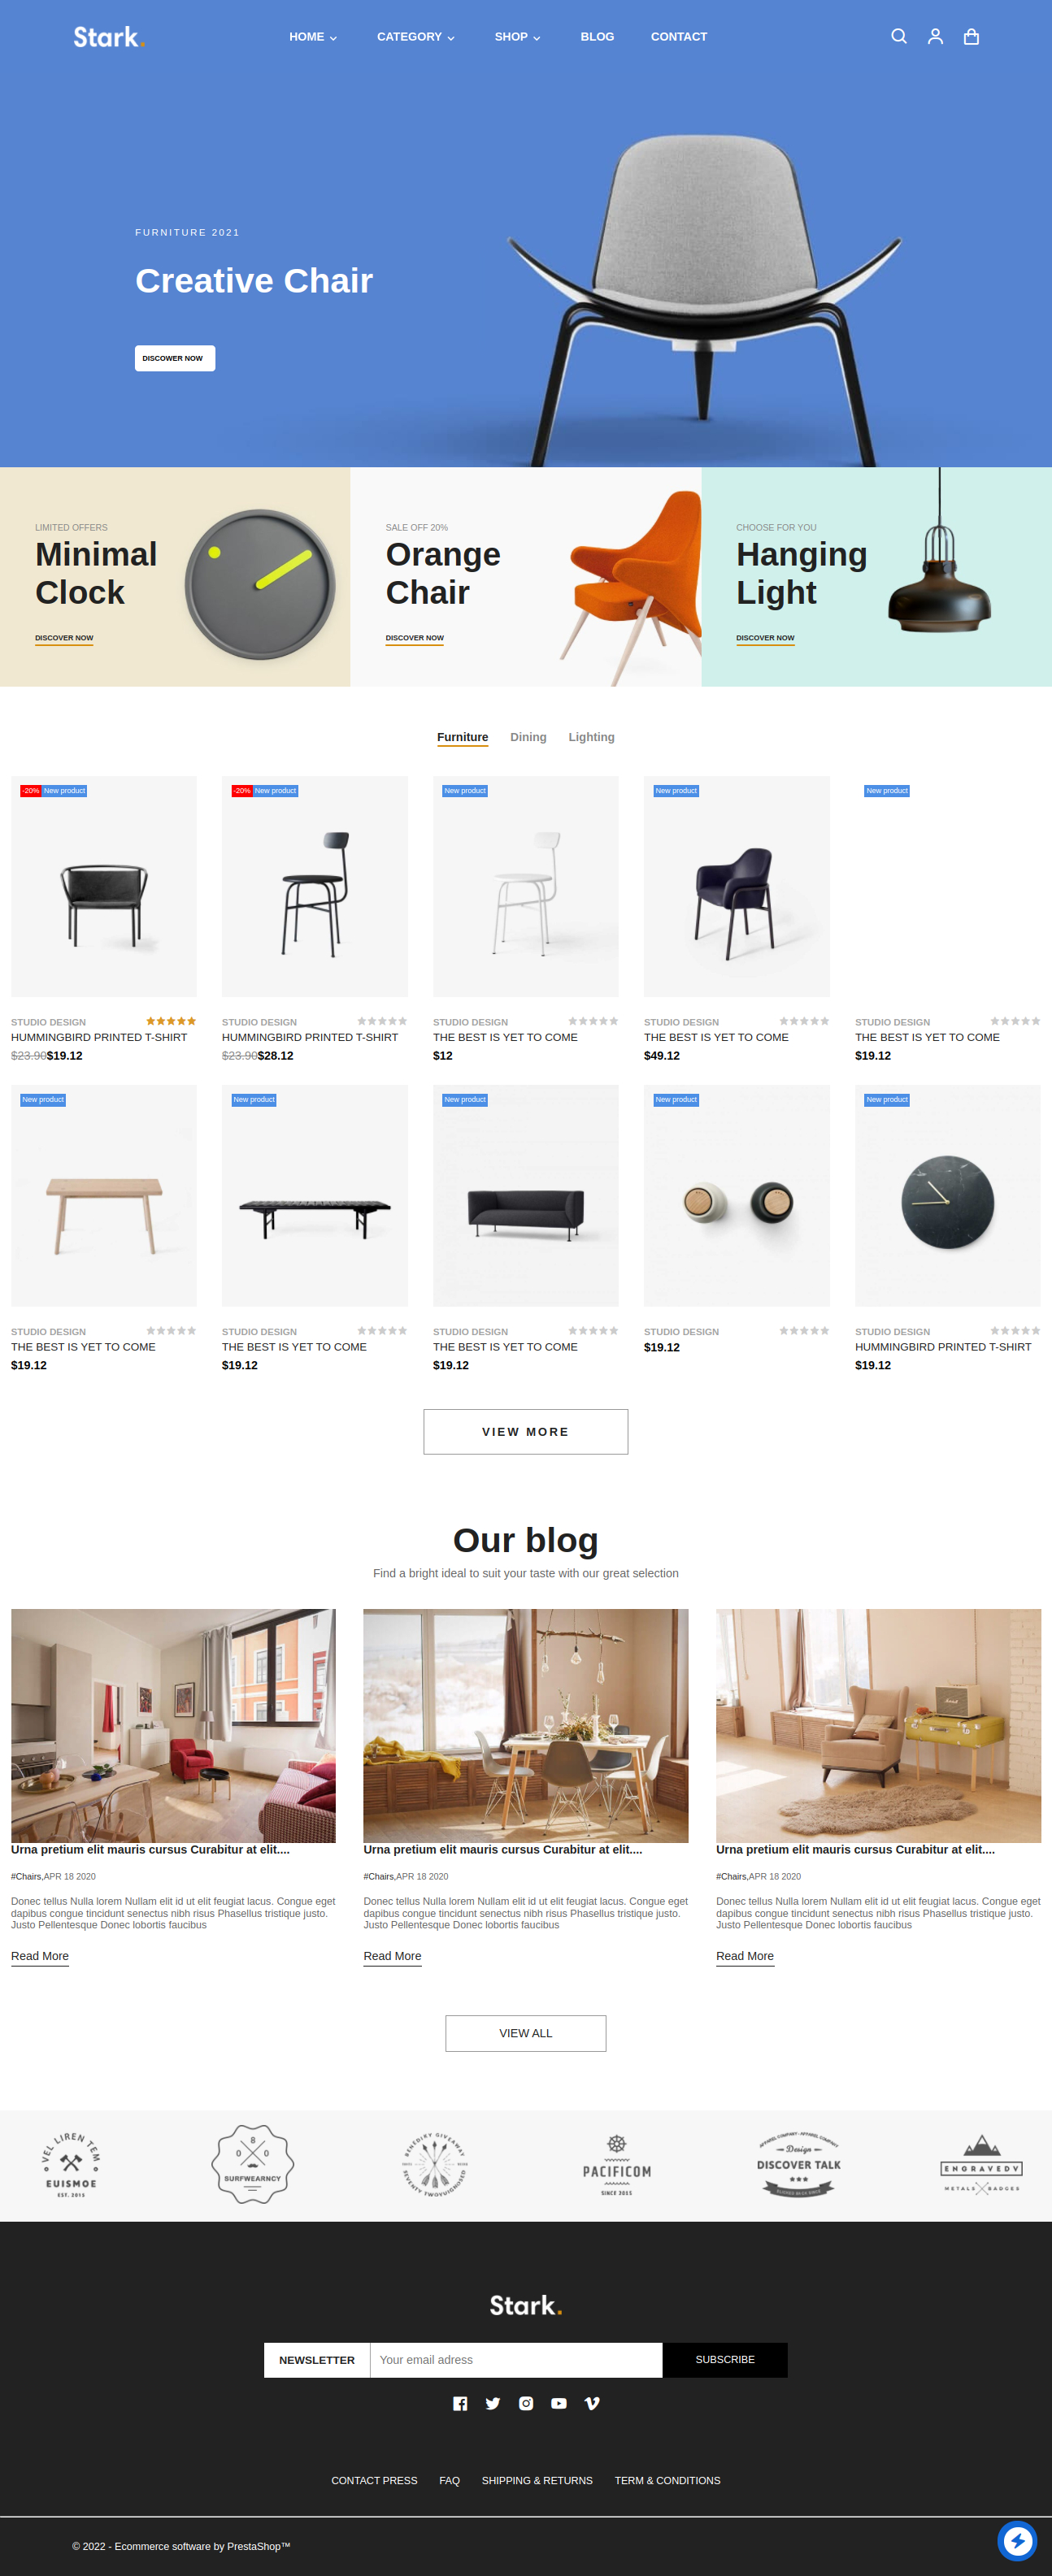 Stark.
HOME
CATEGORY
SHOP
BLOG
CONTACT
FURNITURE 2021
Creative Chair
DISCOWER NOW
LIMITED OFFERS
Minimal
Clock
DISCOVER NOW
SALE OFF 20%
Orange
Chair
DISCOVER NOW
CHOOSE FOR YOU
Hanging
Light
DISCOVER NOW
Furniture Dining Lighting
-20% New product
-20% New product
New product
New product
New product
STUDIO DESIGN
HUMMINGBIRD PRINTED T-SHIRT
$23.90$19.12
STUDIO DESIGN
HUMMINGBIRD PRINTED T-SHIRT
$23.90$28.12
STUDIO DESIGN
THE BEST IS YET TO COME
$12
STUDIO DESIGN
THE BEST IS YET TO COME
$49.12
STUDIO DESIGN
THE BEST IS YET TO COME
$19.12
New product
New product
New product
New product
New product
STUDIO DESIGN
THE BEST IS YET TO COME
$19.12
STUDIO DESIGN
THE BEST IS YET TO COME
$19.12
STUDIO DESIGN
THE BEST IS YET TO COME
$19.12
STUDIO DESIGN
$19.12
STUDIO DESIGN
HUMMINGBIRD PRINTED T-SHIRT
$19.12
VIEW MORE
Our blog
Find a bright ideal to suit your taste with our great selection
Urna pretium elit mauris cursus Curabitur at elit....
#Chairs,APR 18 2020
Donec tellus Nulla lorem Nullam elit id ut elit feugiat lacus. Congue eget
dapibus congue tincidunt senectus nibh risus Phasellus tristique justo.
Justo Pellentesque Donec lobortis faucibus
Read More
Urna pretium elit mauris cursus Curabitur at elit....
#Chairs,APR 18 2020
Donec tellus Nulla lorem Nullam elit id ut elit feugiat lacus. Congue eget
dapibus congue tincidunt senectus nibh risus Phasellus tristique justo.
Justo Pellentesque Donec lobortis faucibus
Read More
Urna pretium elit mauris cursus Curabitur at elit....
#Chairs,APR 18 2020
Donec tellus Nulla lorem Nullam elit id ut elit feugiat lacus. Congue eget
dapibus congue tincidunt senectus nibh risus Phasellus tristique justo.
Justo Pellentesque Donec lobortis faucibus
Read More
VIEW ALL
VEL LIREN TEM
EUISMOE
EST. 2015
8
0 0
SURFWEARNCY
BENEDIKY GIVEAWAY
SEVENTY TWOYUIGNOSED
PACIFICOM
SINCE 2015
APPAREL COMPANY · APPAREL COMPANY
Design
DISCOVER TALK
ENGRAVEDV
METALS BADGES
Stark.
NEWSLETTER
Your email adress
SUBSCRIBE
CONTACT PRESS FAQ SHIPPING & RETURNS TERM & CONDITIONS
© 2022 - Ecommerce software by PrestaShop™